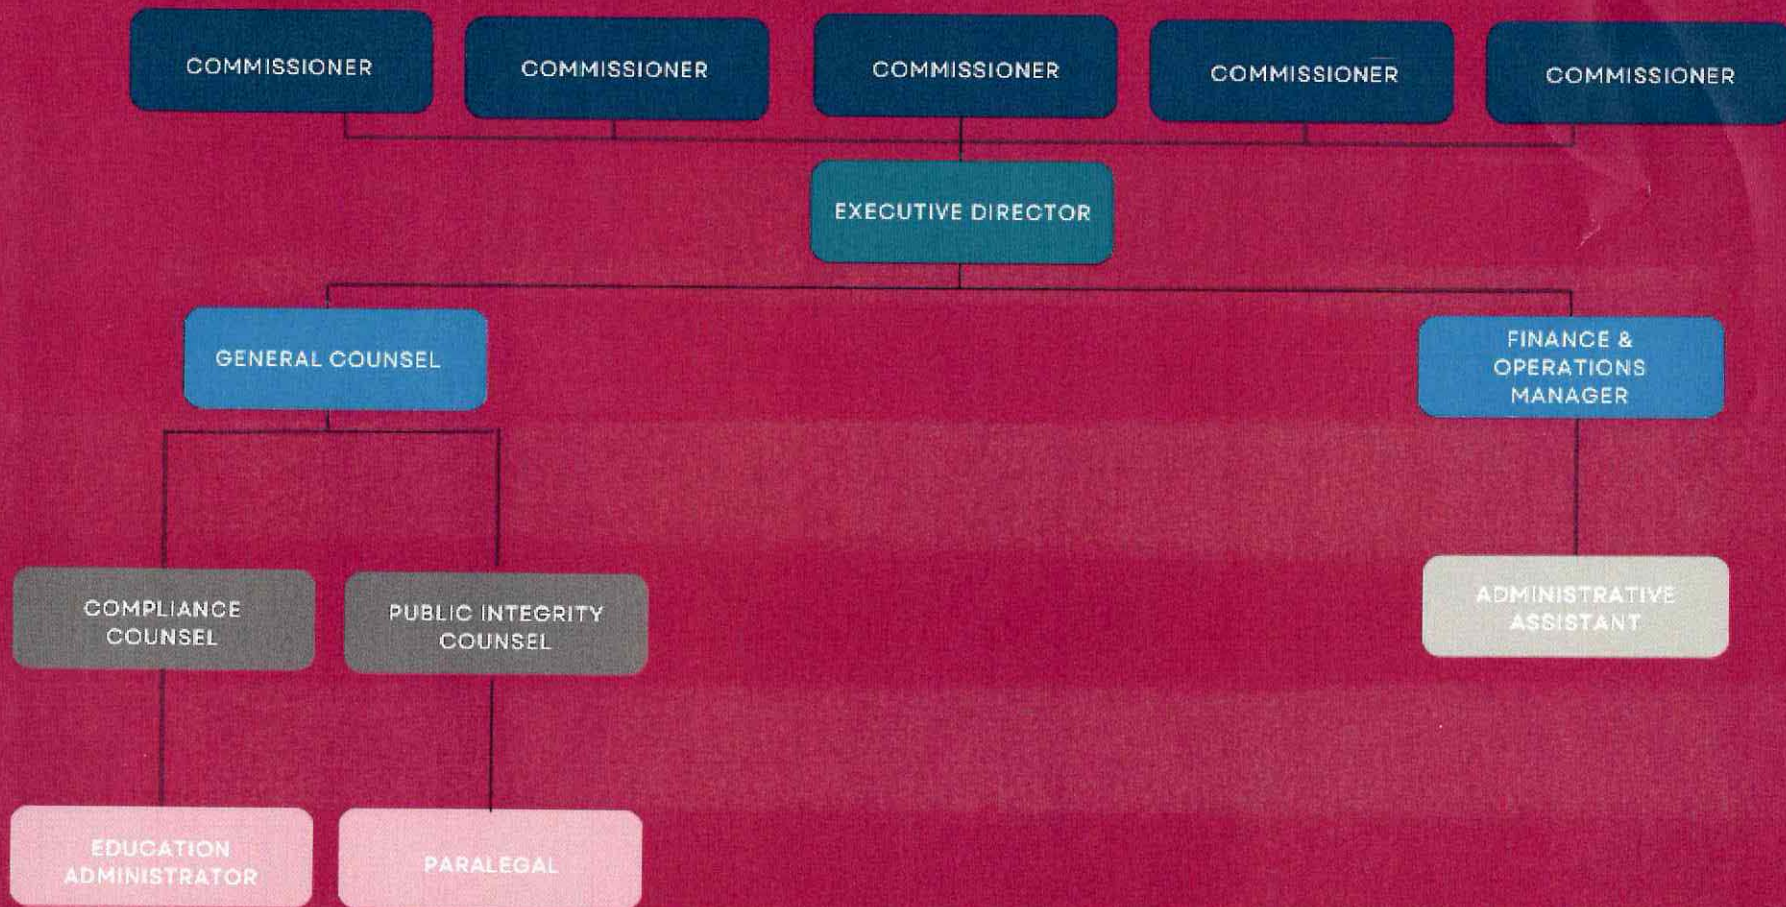 COMMISSIONER
COMMISSIONER
COMMISSIONER
COMMISSIONER
COMMISSIONER
EXECUTIVE DIRECTOR
GENERAL COUNSEL
FINANCE &
OPERATIONS
MANAGER
COMPLIANCE
COUNSEL
PUBLIC INTEGRITY
COUNSEL
ADMINISTRATIVE
ASSISTANT
EDUCATION
ADMINISTRATOR
PARALEGAL